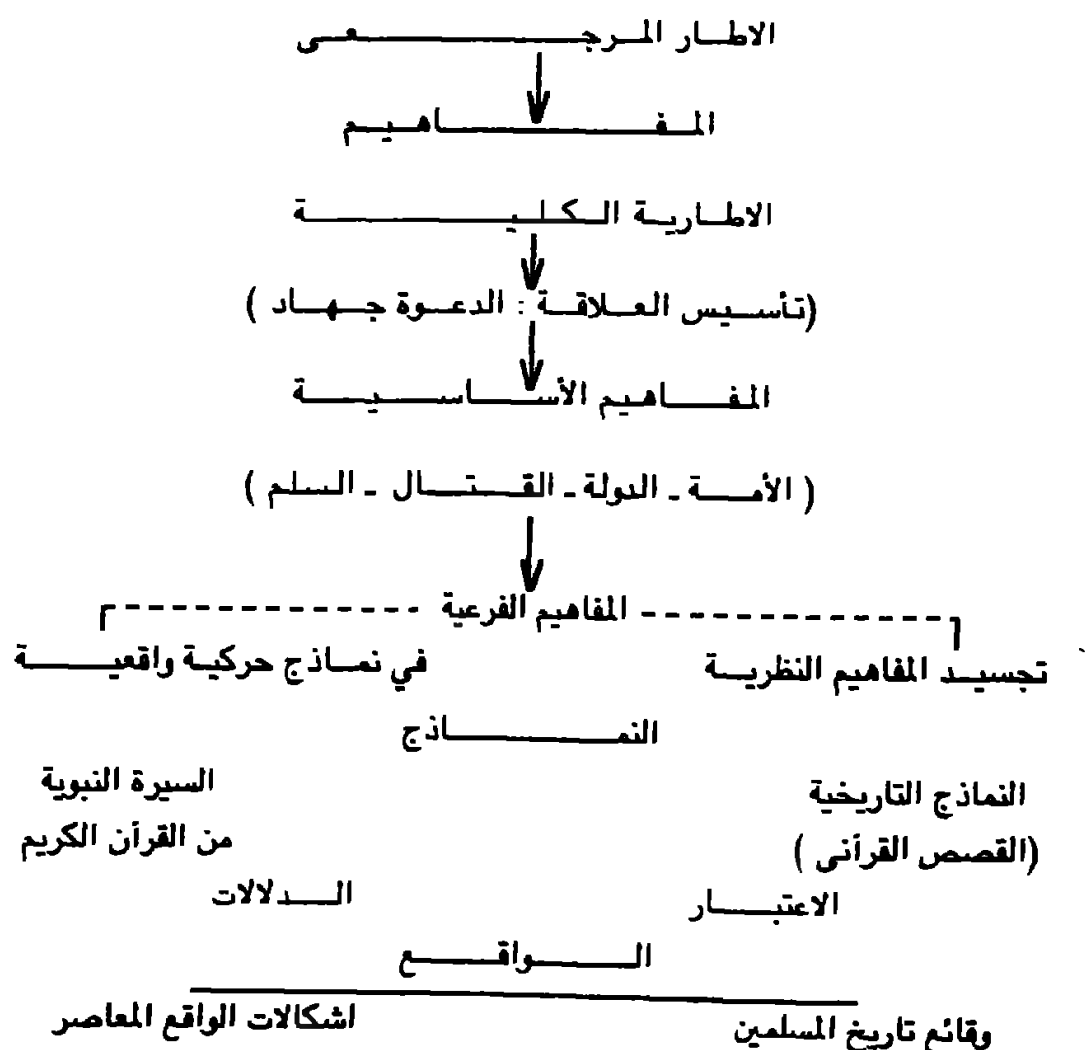 الاطار المرجعى
المفاهيم
الاطارية الكلية
(تأسيس العلاقة : الدعوة جهاد )
المفاهيم الأساسية
( الأمة ـ الدولة ـ القتال ـ السلم )
المفاهيم الفرعية
تجسيد المفاهيم النظرية في نماذج حركية واقعية
النماذج
النماذج التاريخية السيرة النبوية
(القصص القرآنى ) من القرآن الكريم
الاعتبار الدلالات
الواقع
وقائع تاريخ المسلمين اشكالات الواقع المعاصر